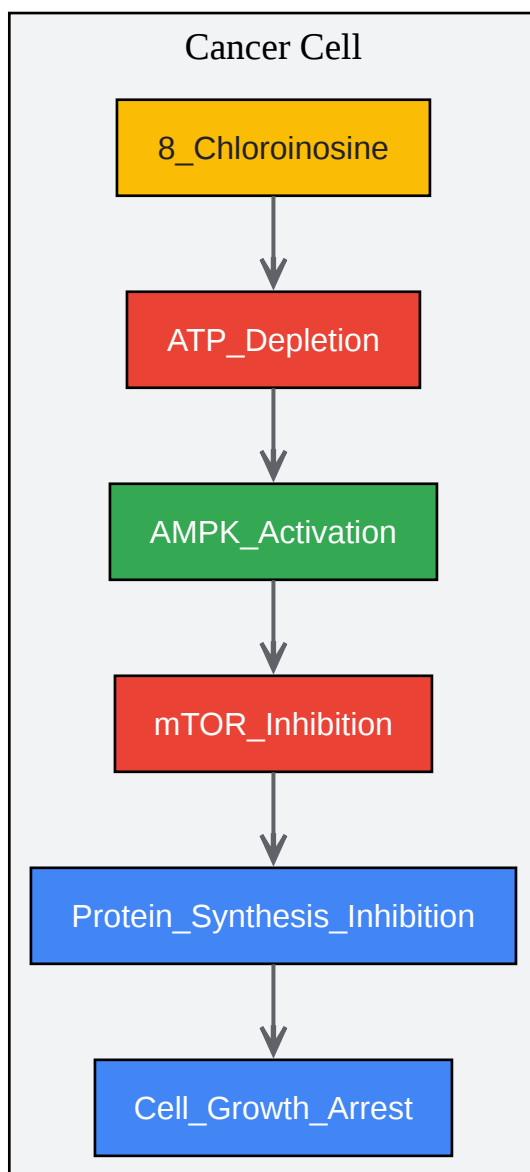 Cancer Cell
8_Chloroinosine
ATP_Depletion
AMPK_Activation
mTOR_Inhibition
Protein_Synthesis_Inhibition
Cell_Growth_Arrest